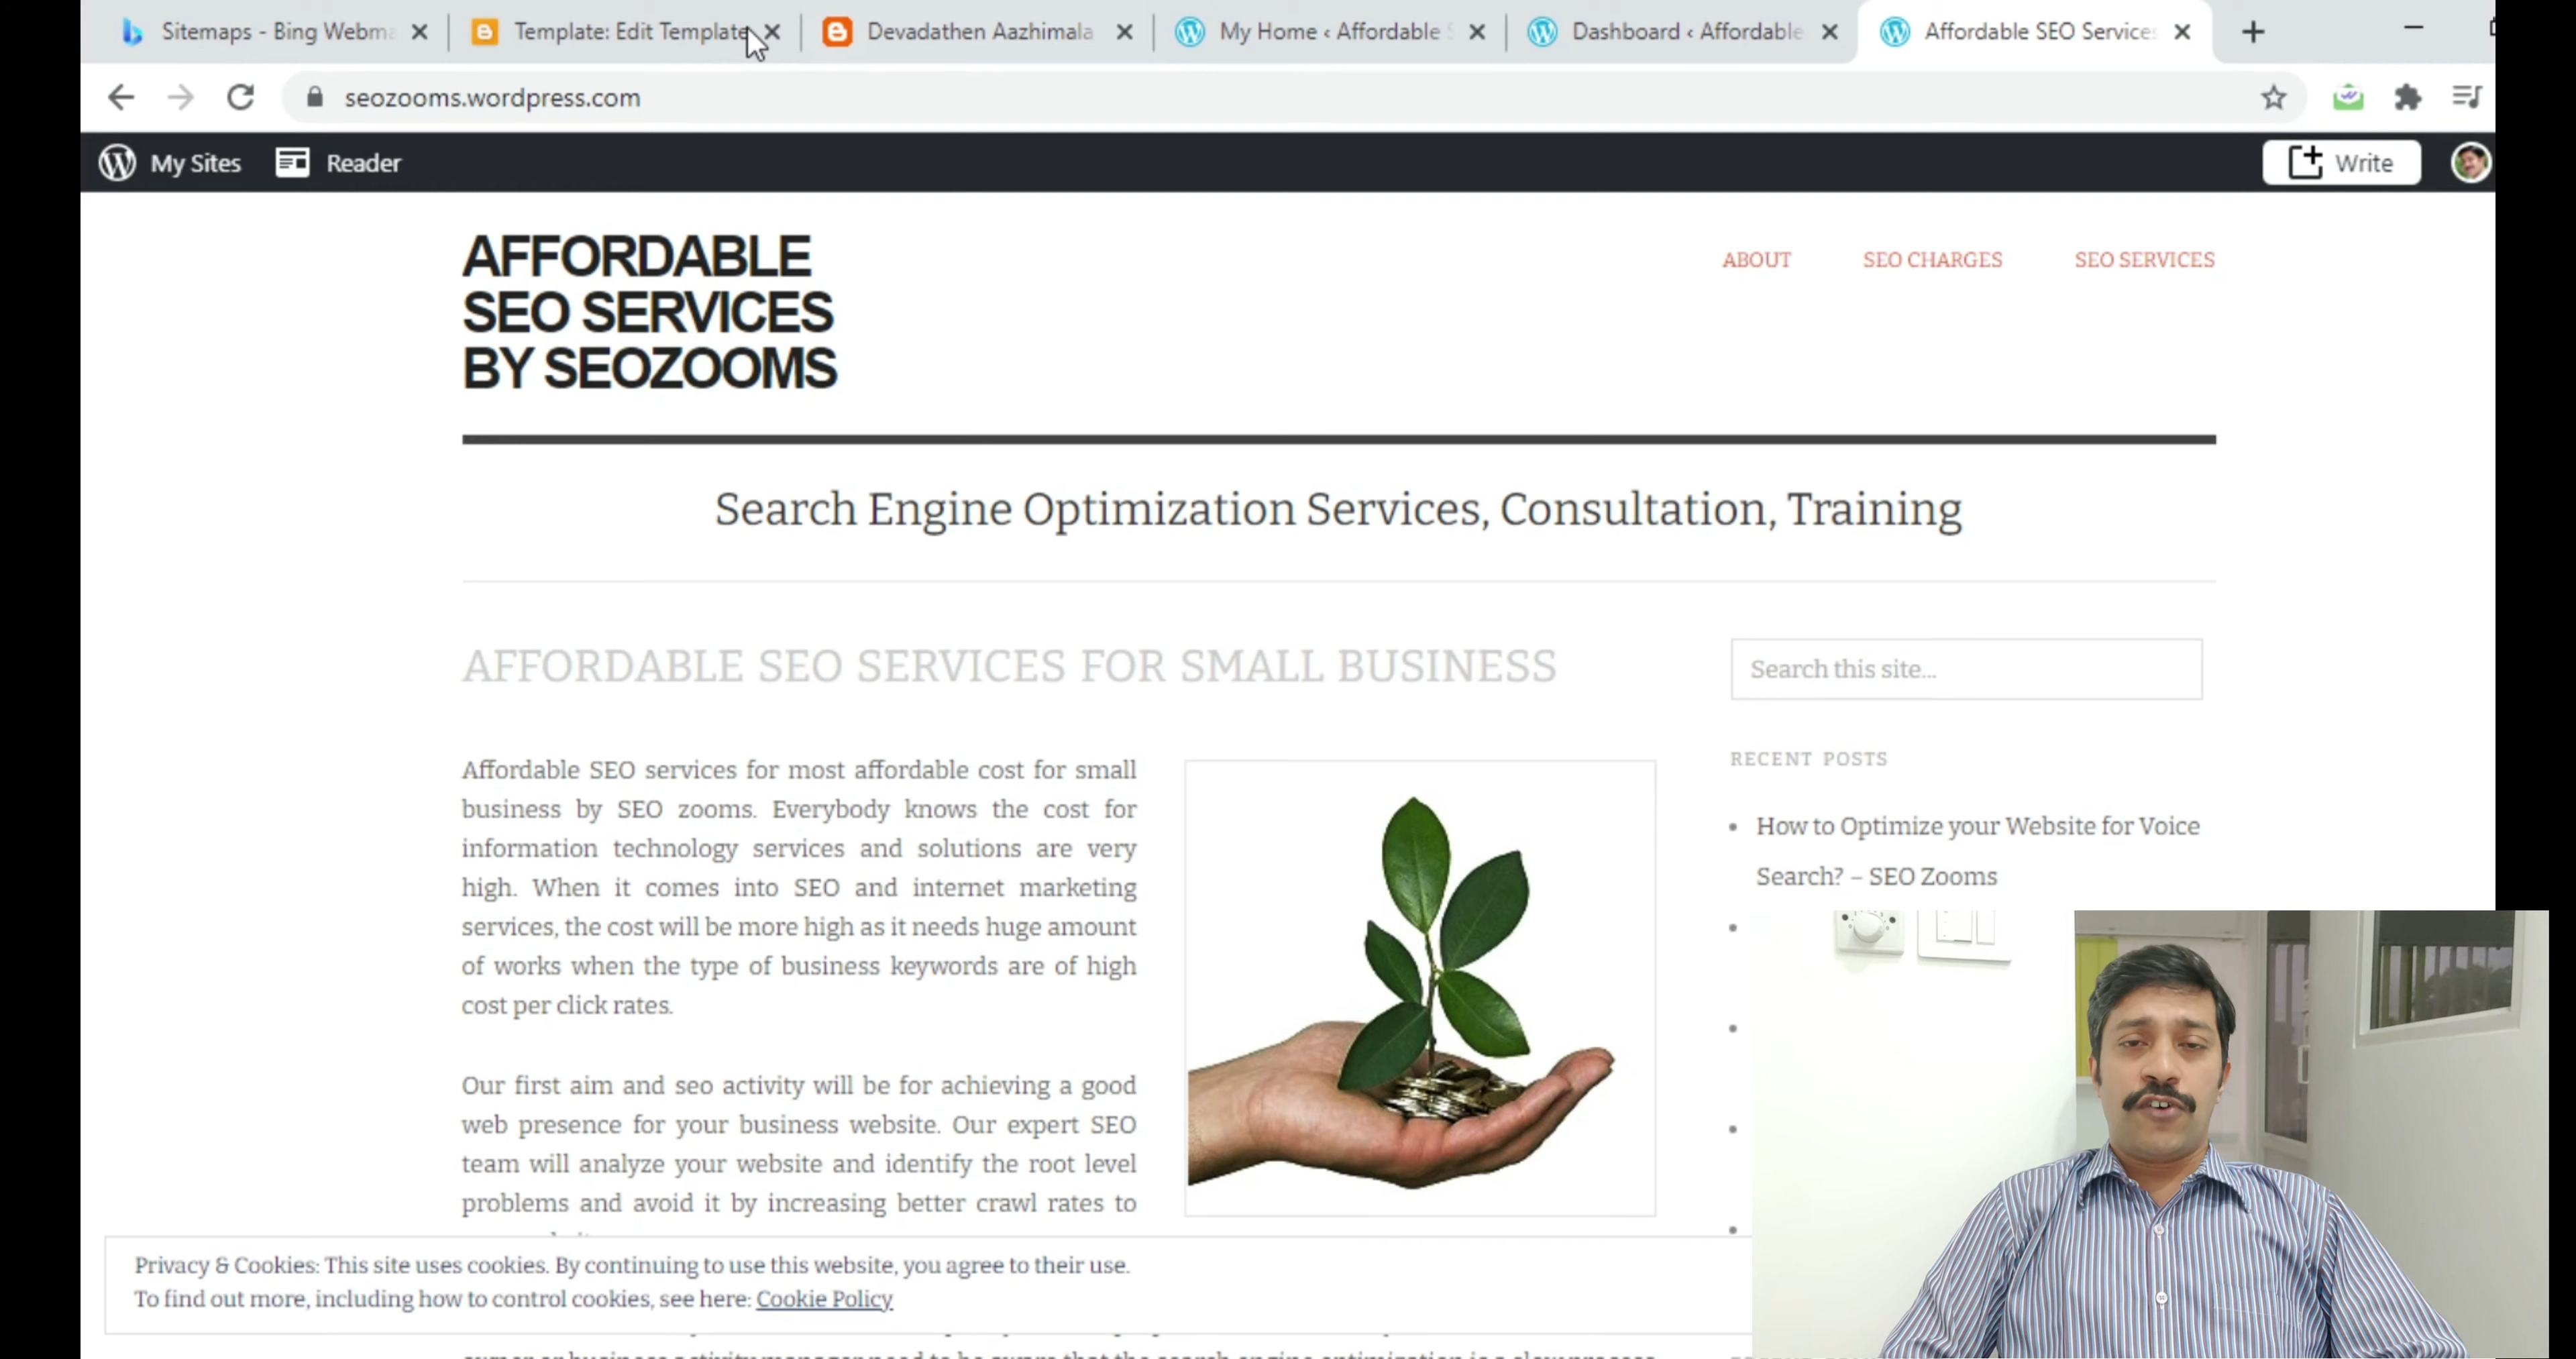 Sitemaps - Bing Webma
Template: Edit Template
Devadathen Aazhimala
My Home ‹ Affordable S
Dashboard ‹ Affordable
Affordable SEO Services
seozooms.wordpress.com
My Sites
Reader
Write
AFFORDABLE
SEO SERVICES
BY SEOZOOMS
ABOUT
SEO CHARGES
SEO SERVICES
Search Engine Optimization Services, Consultation, Training
AFFORDABLE SEO SERVICES FOR SMALL BUSINESS
Affordable SEO services for most affordable cost for small
business by SEO zooms. Everybody knows the cost for
information technology services and solutions are very
high. When it comes into SEO and internet marketing
services, the cost will be more high as it needs huge amount
of works when the type of business keywords are of high
cost per click rates.
Our first aim and seo activity will be for achieving a good
web presence for your business website. Our expert SEO
team will analyze your website and identify the root level
problems and avoid it by increasing better crawl rates to
Search this site...
RECENT POSTS
How to Optimize your Website for Voice
Search? – SEO Zooms
Privacy & Cookies: This site uses cookies. By continuing to use this website, you agree to their use.
To find out more, including how to control cookies, see here: Cookie Policy